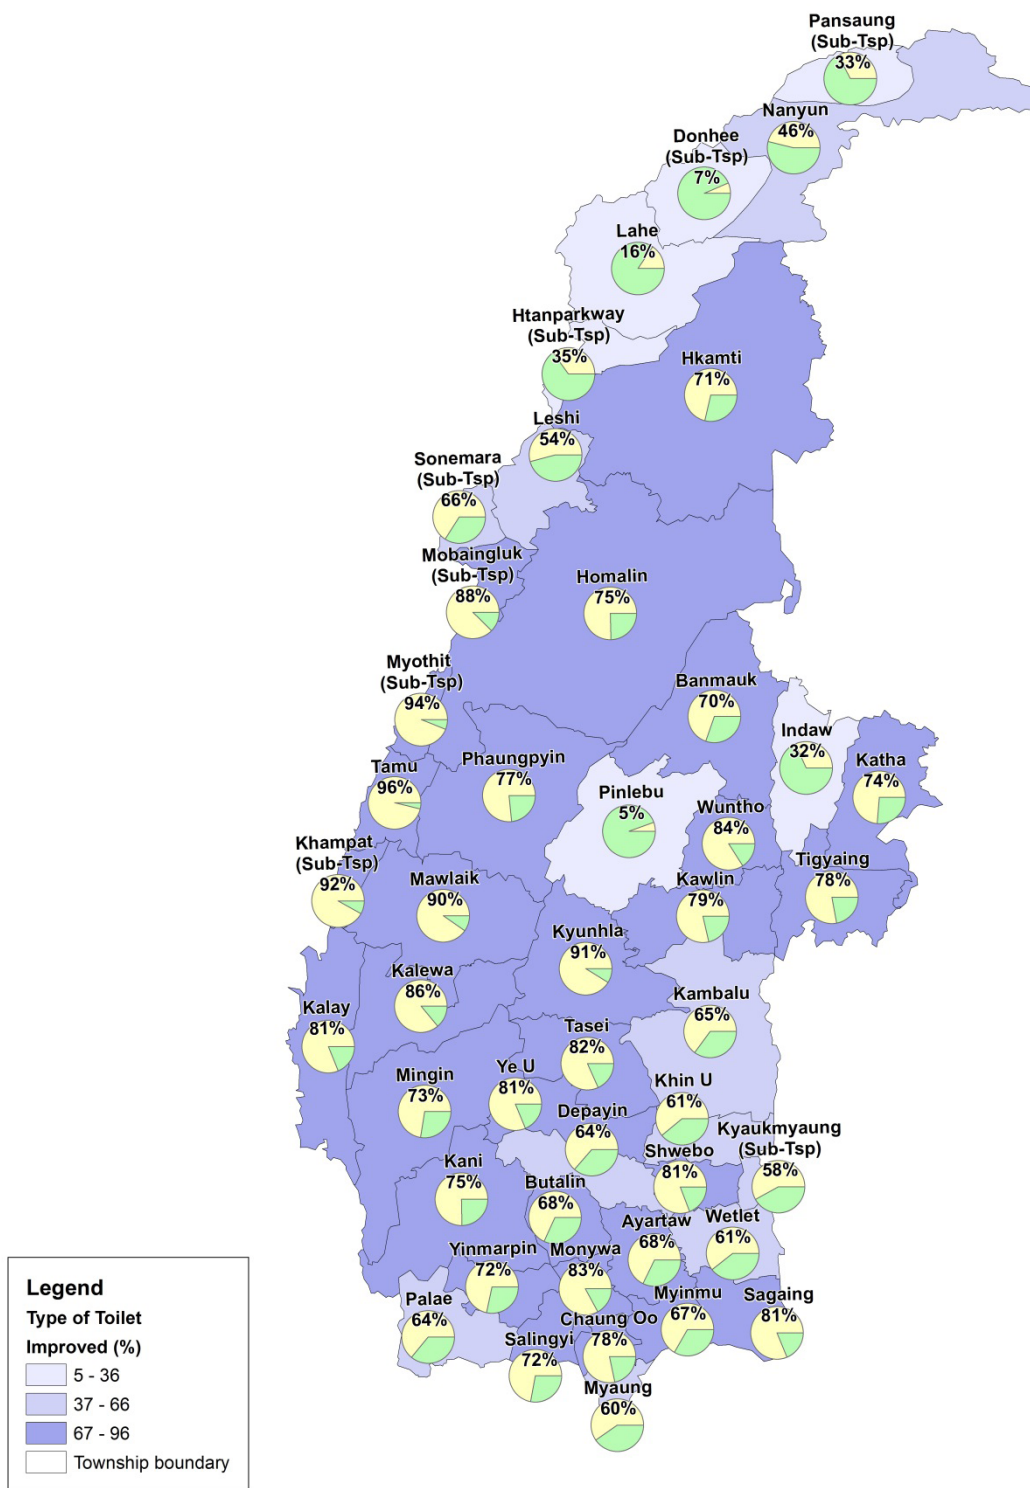 Pansaung
(Sub-Tsp)
33%
Nanyun
46%
Donhee
(Sub-Tsp)
7%
Lahe
16%
Htanparkway
(Sub-Tsp)
35%
Hkamti
71%
Leshi
54%
Sonemara
(Sub-Tsp)
66%
Mobaingluk
(Sub-Tsp)
88%
Homalin
75%
Myothit
(Sub-Tsp)
94%
Banmauk
70%
Indaw
32%
Katha
74%
Tamu
96%
Phaungpyin
77%
Pinlebu
5%
Wuntho
84%
Khampat
(Sub-Tsp)
92%
Mawlaik
90%
Kawlin
79%
Tigyaing
78%
Kyunhla
91%
Kalewa
86%
Kambalu
65%
Kalay
81%
Tasei
82%
Mingin
73%
Ye U
81%
Khin U
61%
Depayin
64%
Kyaukmyaung
(Sub-Tsp)
58%
Shwebo
81%
Kani
75%
Butalin
68%
Ayartaw
68%
Wetlet
61%
Yinmarpin
72%
Monywa
83%
Myinmu
67%
Sagaing
81%
Palae
64%
Salingyi
72%
Chaung Oo
78%
Myaung
60%
Legend
Type of Toilet
Improved (%)
5 - 36
37 - 66
67 - 96
Township boundary